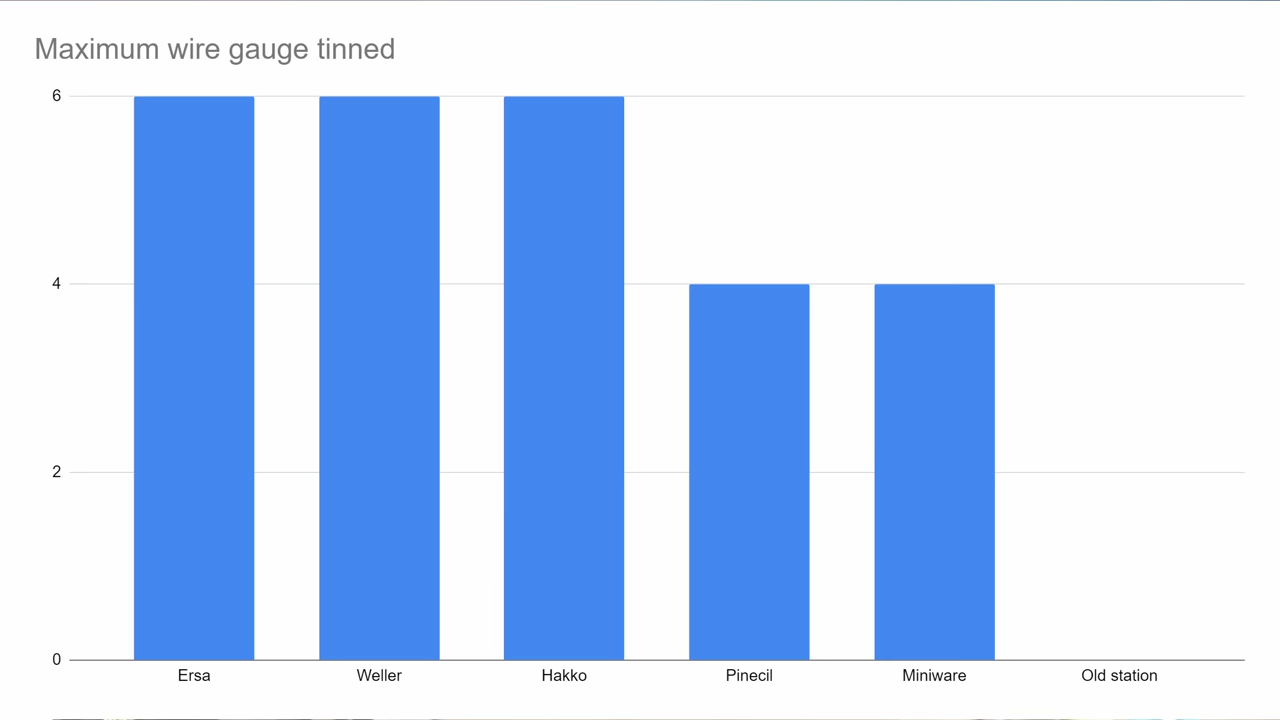 Maximum wire gauge tinned
6
4
2
0
Ersa Weller Hakko Pinecil Miniware Old station